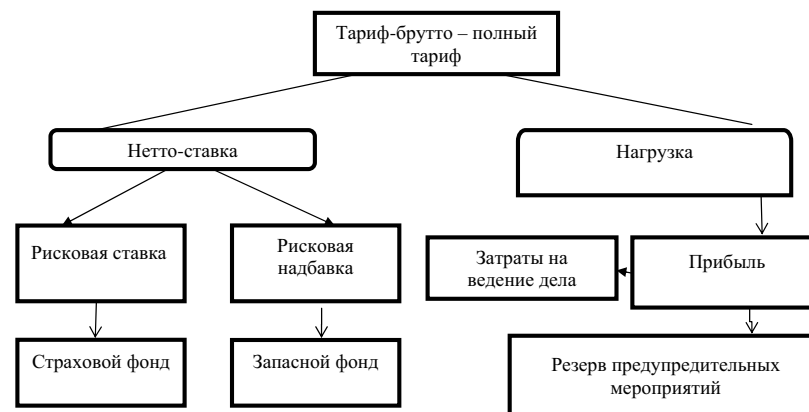 Тариф-брутто – полный
тариф
Нетто-ставка
Нагрузка
Рисковая ставка
Рисковая
надбавка
Затраты на
ведение дела
Прибыль
Страховой фонд
Запасной фонд
Резерв предупредительных
мероприятий